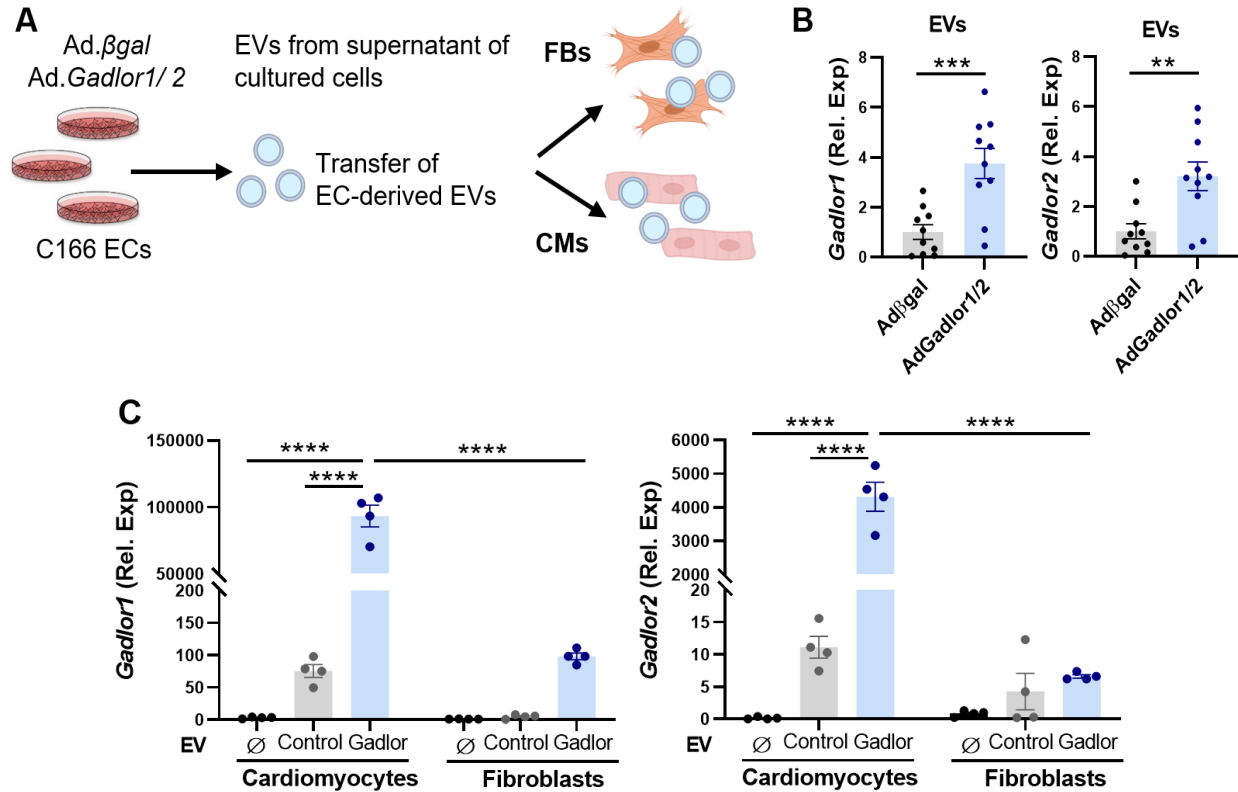 A
Ad.βgal
Ad.Gadlor1/ 2
C166 ECs
EVs from supernatant of
cultured cells
Transfer of
EC-derived EVs
FBs
CMs
B
EVs
Gadlor1 (Rel. Exp)
8
6
4
2
0
***
Adβgal
AdGadlor1/2
EVs
Gadlor2 (Rel. Exp)
8
6
4
2
0
**
Adβgal
AdGadlor1/2
C
Gadlor1 (Rel. Exp)
150000
100000
50000
200
150
100
50
0
****
****
****
EV
∅ Control Gadlor ∅ Control Gadlor
Cardiomyocytes Fibroblasts
Gadlor2 (Rel. Exp)
6000
5000
4000
3000
2000
20
15
10
5
0
****
****
****
EV
∅ Control Gadlor ∅ Control Gadlor
Cardiomyocytes Fibroblasts